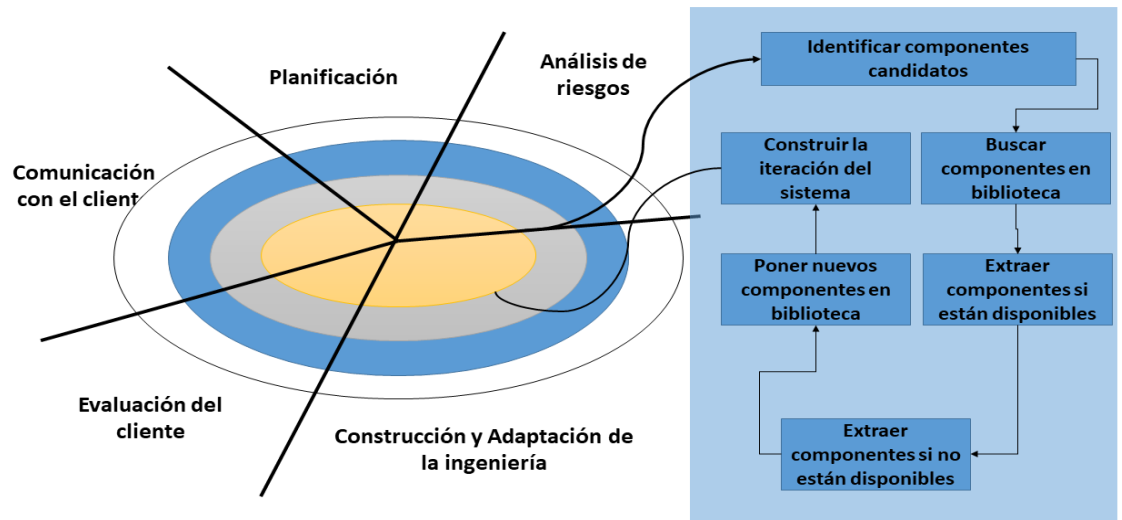 Planificación
Análisis de
riesgos
Comunicación
con el client
Evaluación del
cliente
Construcción y Adaptación de
la ingeniería
Identificar componentes
candidatos
Buscar
componentes en
biblioteca
Extraer
componentes si
están disponibles
Extraer
componentes si no
están disponibles
Poner nuevos
componentes en
biblioteca
Construir la
iteración del
sistema